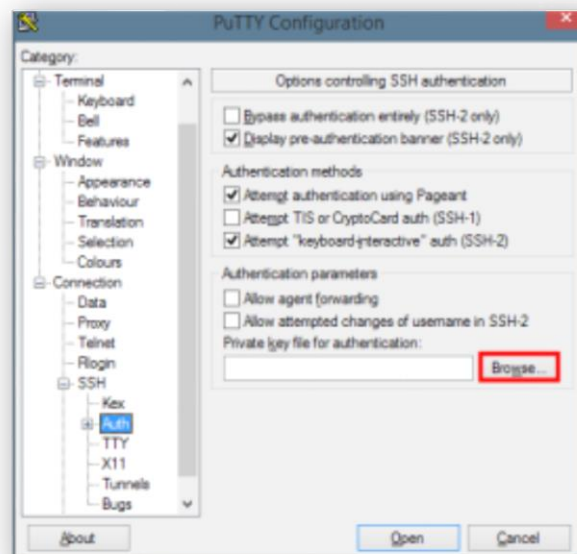 PuTTY Configuration
Category:
Terminal
Keyboard
Bell
Features
Window
Appearance
Behaviour
Translation
Selection
Colours
Connection
Data
Proxy
Telnet
Rlogin
SSH
Kex
Auth
TTY
X11
Tunnels
Bugs
Options controlling SSH authentication
Bypass authentication entirely (SSH-2 only)
Display pre-authentication banner (SSH-2 only)
Authentication methods
Attempt authentication using Pageant
Attempt TIS or CryptoCard auth (SSH-1)
Attempt "keyboard-interactive" auth (SSH-2)
Authentication parameters
Allow agent forwarding
Allow attempted changes of username in SSH-2
Private key file for authentication:
Browse...
About
Open
Cancel